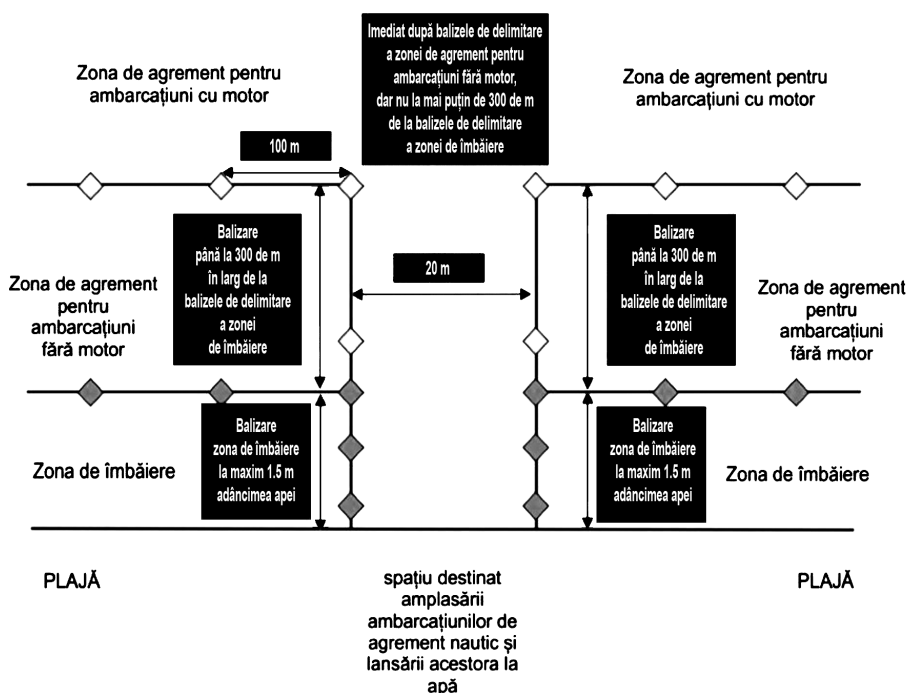 Imediat după balizele de delimitare
a zonei de agrement pentru
ambarcațiuni fără motor,
dar nu la mai puțin de 300 de m
de la balizele de delimitare
a zonei de îmbăiere
Zona de agrement pentru
ambarcațiuni cu motor
Zona de agrement pentru
ambarcațiuni cu motor
100 m
Balizare
până la 300 de m
în larg de la
balizele de delimitare
a zonei
de îmbăiere
20 m
Balizare
până la 300 de m
în larg de la
balizele de delimitare
a zonei
de îmbăiere
Zona de agrement
pentru
ambarcațiuni
fără motor
Zona de agrement
pentru
ambarcațiuni
fără motor
Zona de îmbăiere
Balizare
zona de îmbăiere
la maxim 1.5 m
adâncimea apei
Balizare
zona de îmbăiere
la maxim 1.5 m
adâncimea apei
Zona de îmbăiere
PLAJĂ
spațiu destinat
amplasării
ambarcațiunilor de
agrement nautic și
lansării acestora la
apă
PLAJĂ